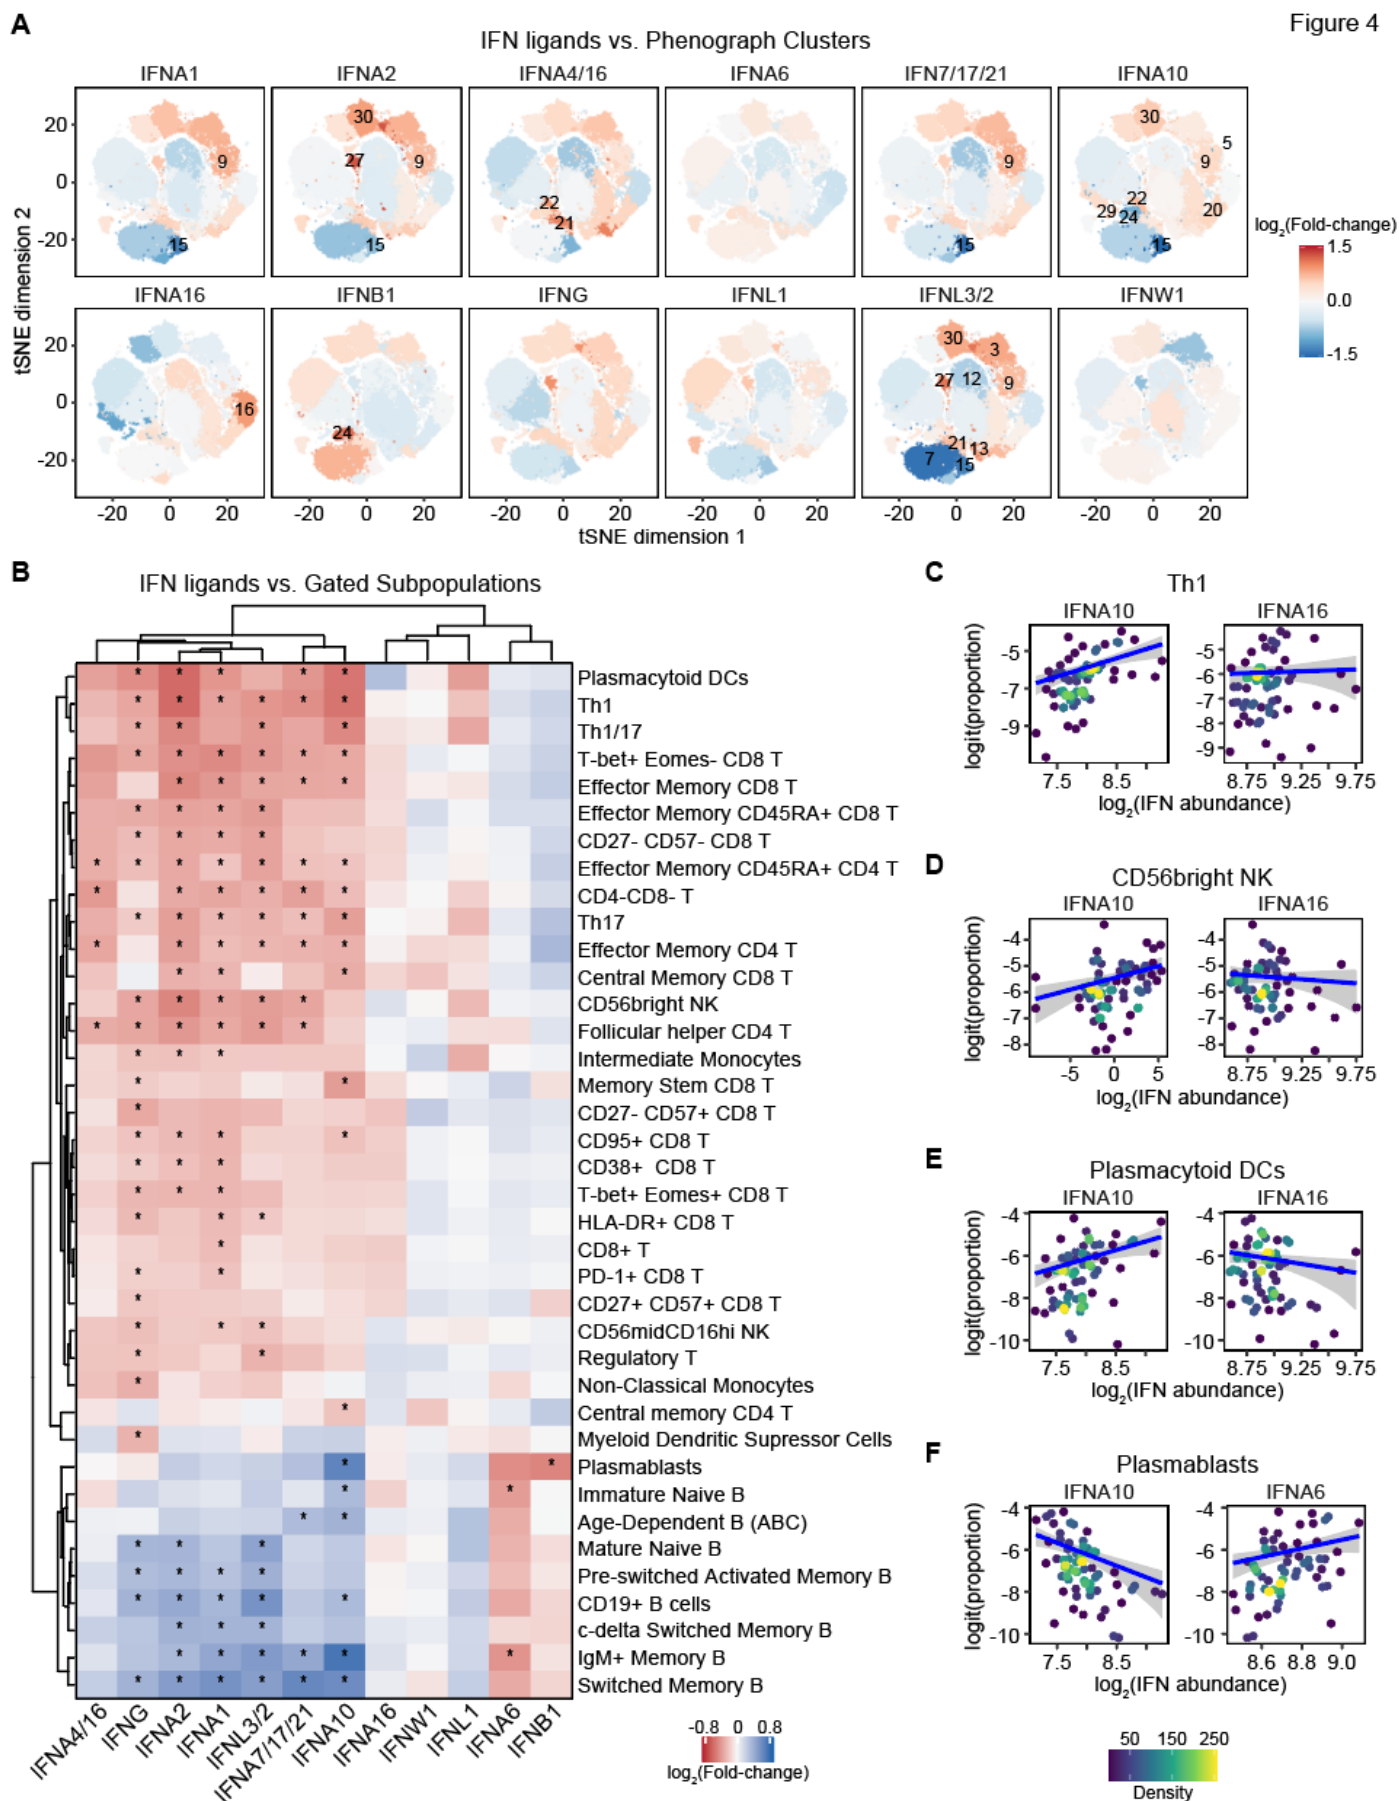 Figure 4
A
IFN ligands vs. Phenograph Clusters
IFNA1 IFNA2 IFNA4/16 IFNA6 IFN7/17/21 IFNA10
20 0 -20
9 15
30 27 9 15
22 21
9 15
30 5 9 22 29 24 20 15
log2(Fold-change)
1.5
0.0
-1.5
tSNE dimension 2
IFNA16 IFNB1 IFNG IFNL1 IFNL3/2 IFNW1
20 0 -20
16
24
30 3 27 12 9 21 13 7 15
-20 0 20 -20 0 20 -20 0 20 -20 0 20 -20 0 20 -20 0 20
tSNE dimension 1
B
IFN ligands vs. Gated Subpopulations
Plasmacytoid DCs
Th1
Th1/17
T-bet+ Eomes- CD8 T
Effector Memory CD8 T
Effector Memory CD45RA+ CD8 T
CD27- CD57- CD8 T
Effector Memory CD45RA+ CD4 T
CD4-CD8- T
Th17
Effector Memory CD4 T
Central Memory CD8 T
CD56bright NK
Follicular helper CD4 T
Intermediate Monocytes
Memory Stem CD8 T
CD27- CD57+ CD8 T
CD95+ CD8 T
CD38+ CD8 T
T-bet+ Eomes+ CD8 T
HLA-DR+ CD8 T
CD8+ T
PD-1+ CD8 T
CD27+ CD57+ CD8 T
CD56midCD16hi NK
Regulatory T
Non-Classical Monocytes
Central memory CD4 T
Myeloid Dendritic Supressor Cells
Plasmablasts
Immature Naive B
Age-Dependent B (ABC)
Mature Naive B
Pre-switched Activated Memory B
CD19+ B cells
c-delta Switched Memory B
IgM+ Memory B
Switched Memory B
IFNA4/16 IFNG IFNA2 IFNA1 IFNL3/2 IFNA7/17/21 IFNA10 IFNA16 IFNW1 IFNL1 IFNA6 IFNB1
-0.8 0 0.8
log2(Fold-change)
C
Th1
IFNA10 IFNA16
logit(proportion)
-5 -7 -9
-5 -6 -7 -8 -9
7.5 8.5 8.75 9.25 9.75
log2(IFN abundance) log2(IFN abundance)
D
CD56bright NK
IFNA10 IFNA16
logit(proportion)
-4 -5 -6 -7 -8
-4 -5 -6 -7 -8
-5 0 5 8.75 9.25 9.75
log2(IFN abundance) log2(IFN abundance)
E
Plasmacytoid DCs
IFNA10 IFNA16
logit(proportion)
-4 -6 -8 -10
-4 -6 -8 -10
7.5 8.5 8.75 9.25 9.75
log2(IFN abundance) log2(IFN abundance)
F
Plasmablasts
IFNA10 IFNA6
logit(proportion)
-4 -6 -8 -10
-4 -6 -8 -10
7.5 8.5 8.6 8.8 9.0
log2(IFN abundance) log2(IFN abundance)
50 150 250
Density